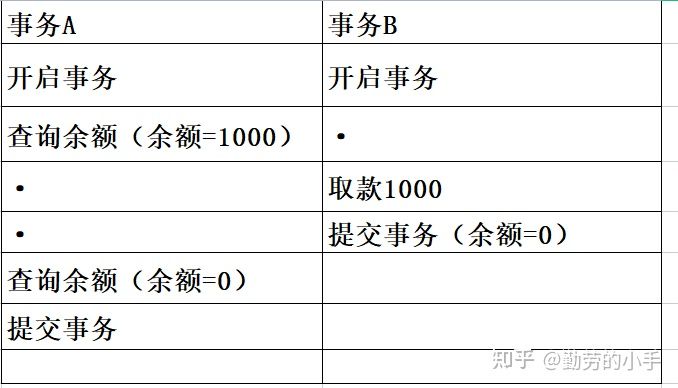 事务A 事务B
开启事务 开启事务
查询余额（余额=1000） ·
· 取款1000
· 提交事务（余额=0）
查询余额（余额=0）
提交事务
知乎 @勤劳的小手